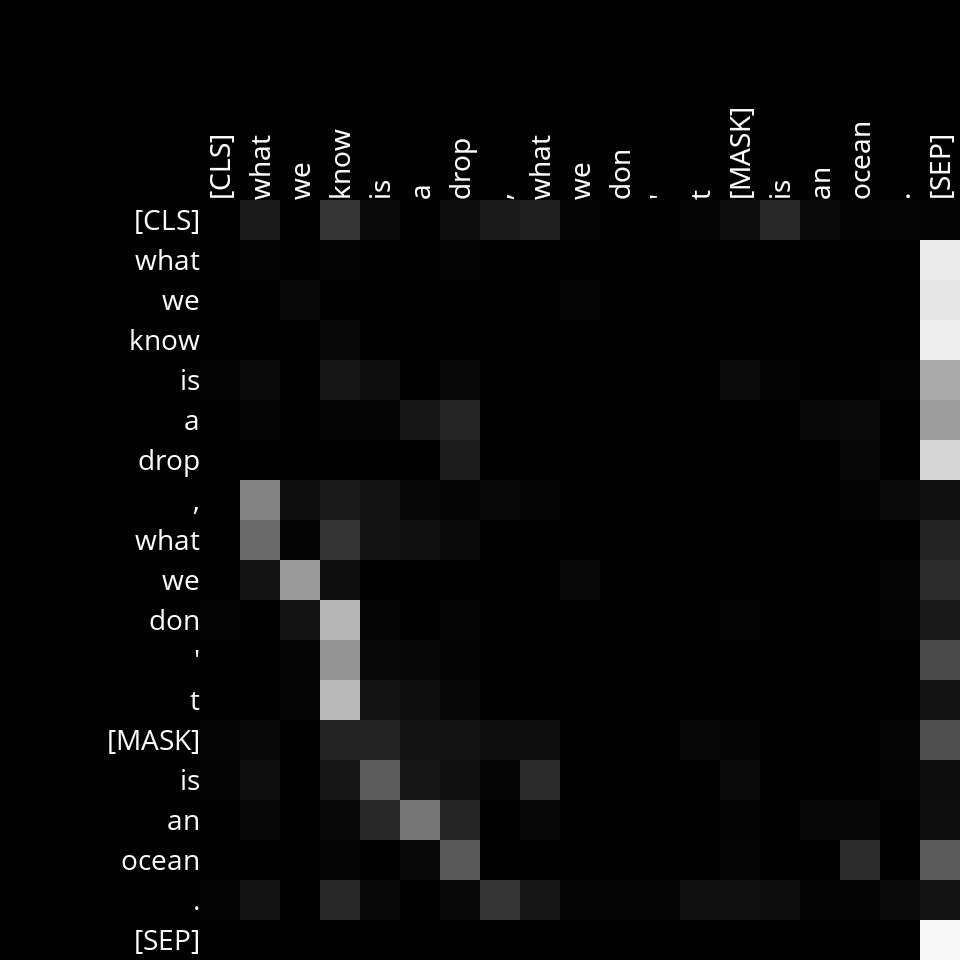 [CLS] what we know is a drop , what we don ' t [MASK] is an ocean . [SEP]
[CLS]
what
we
know
is
a
drop
,
what
we
don
'
t
[MASK]
is
an
ocean
.
[SEP]